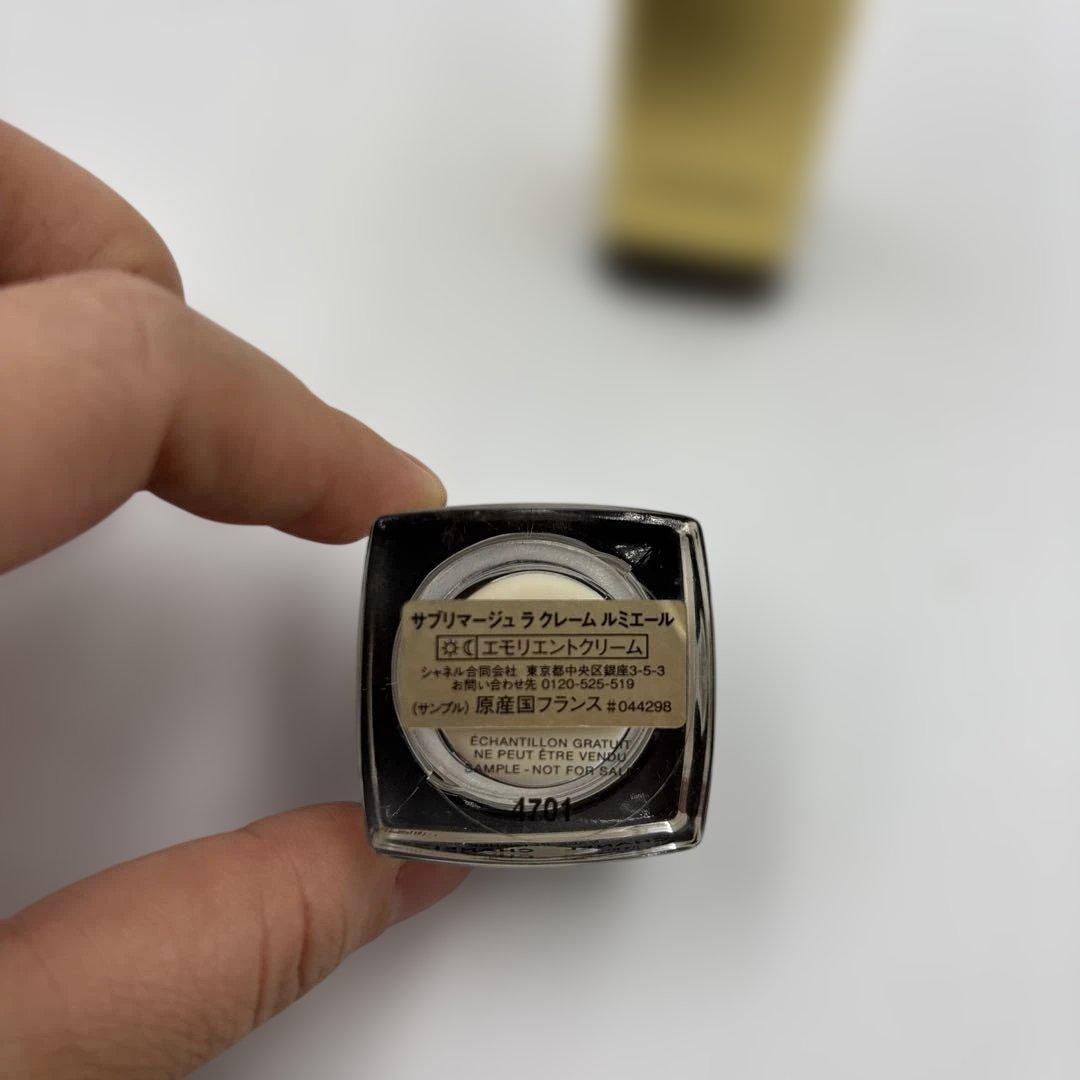 サブリマージュ ラ クレーム ルミエール
エモリエントクリーム
シャネル合同会社 東京都中央区銀座3-5-3
お問い合わせ先 0120-525-519
(サンプル) 原産国フランス #044298
ÉCHANTILLON GRATUIT
NE PEUT ÊTRE VENDU
SAMPLE - NOT FOR SALE
4701